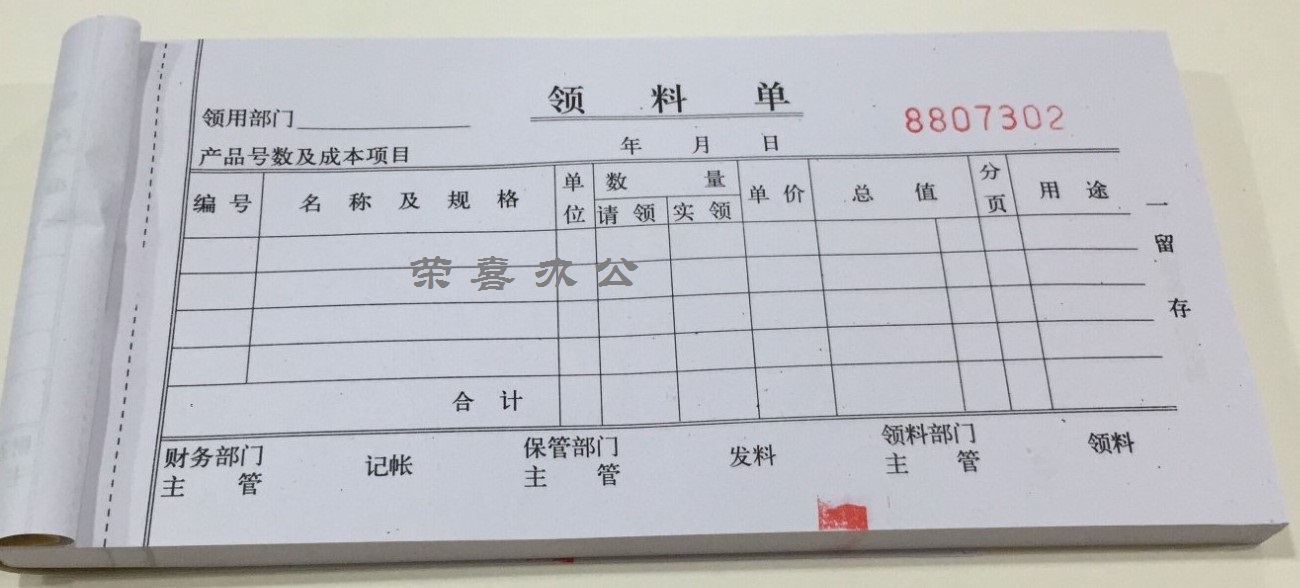 领料单
8807302
领用部门
年 月 日
产品号数及成本项目
编号 名称及规格 单位 数量 单价 总值 分页 用途
请领 实领
一留存
荣喜办公
合计
财务部门主管 记帐 保管部门主管 发料 领料部门主管 领料